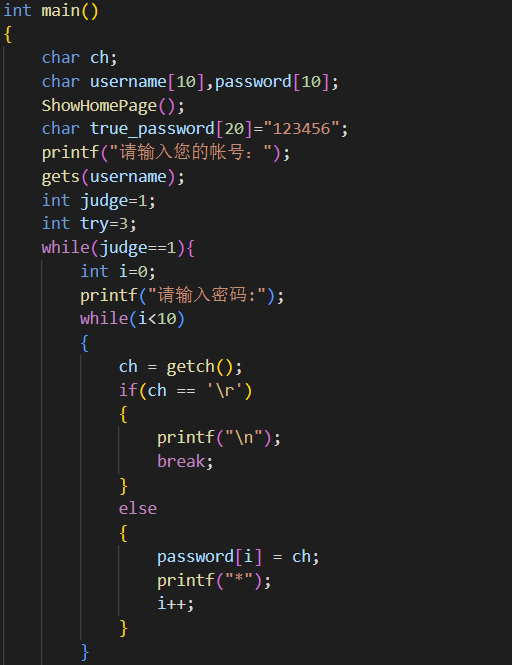 int main()
{
char ch;
char username[10],password[10];
ShowHomePage();
char true_password[20]="123456";
printf("请输入您的帐号：");
gets(username);
int judge=1;
int try=3;
while(judge==1){
int i=0;
printf("请输入密码:");
while(i<10)
{
ch = getch();
if(ch == '\r')
{
printf("\n");
break;
}
else
{
password[i] = ch;
printf("*");
i++;
}
}